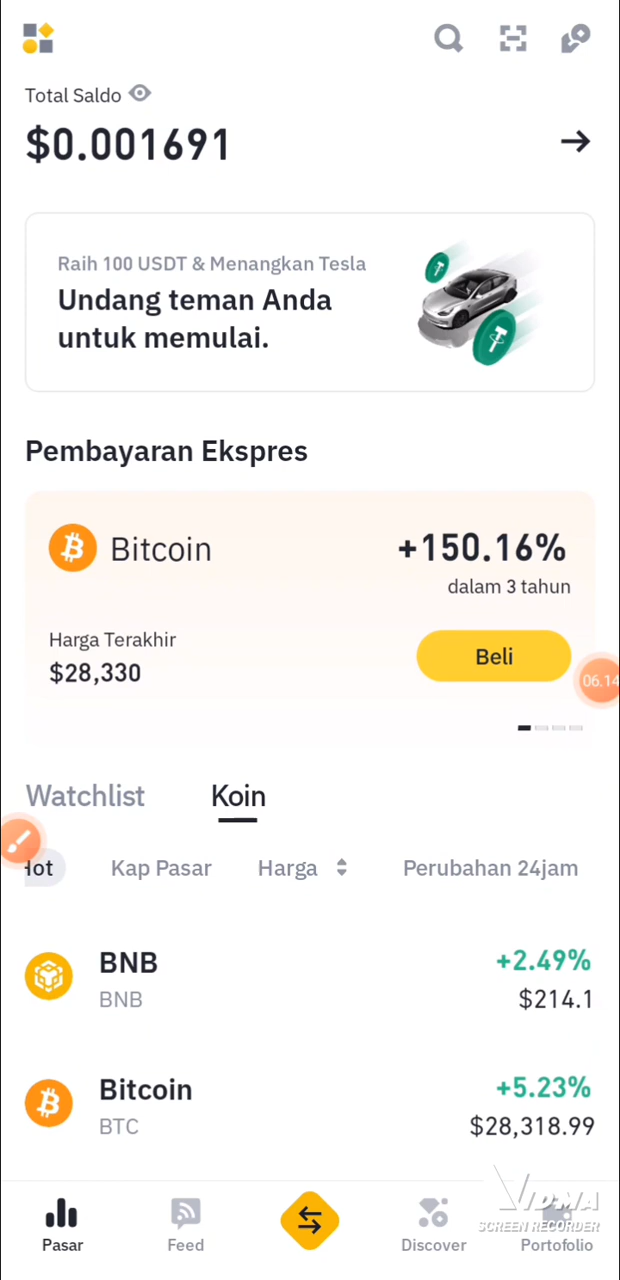 Total Saldo
$0.001691
Raih 100 USDT & Menangkan Tesla
Undang teman Anda
untuk memulai.
Pembayaran Ekspres
Bitcoin
+150.16%
dalam 3 tahun
Harga Terakhir
$28,330
Beli
06.14
Watchlist
Koin
Hot
Kap Pasar
Harga
Perubahan 24jam
BNB
+2.49%
BNB
$214.1
Bitcoin
+5.23%
BTC
$28,318.99
VIDMA
SCREEN RECORDER
Pasar
Feed
Discover
Portofolio